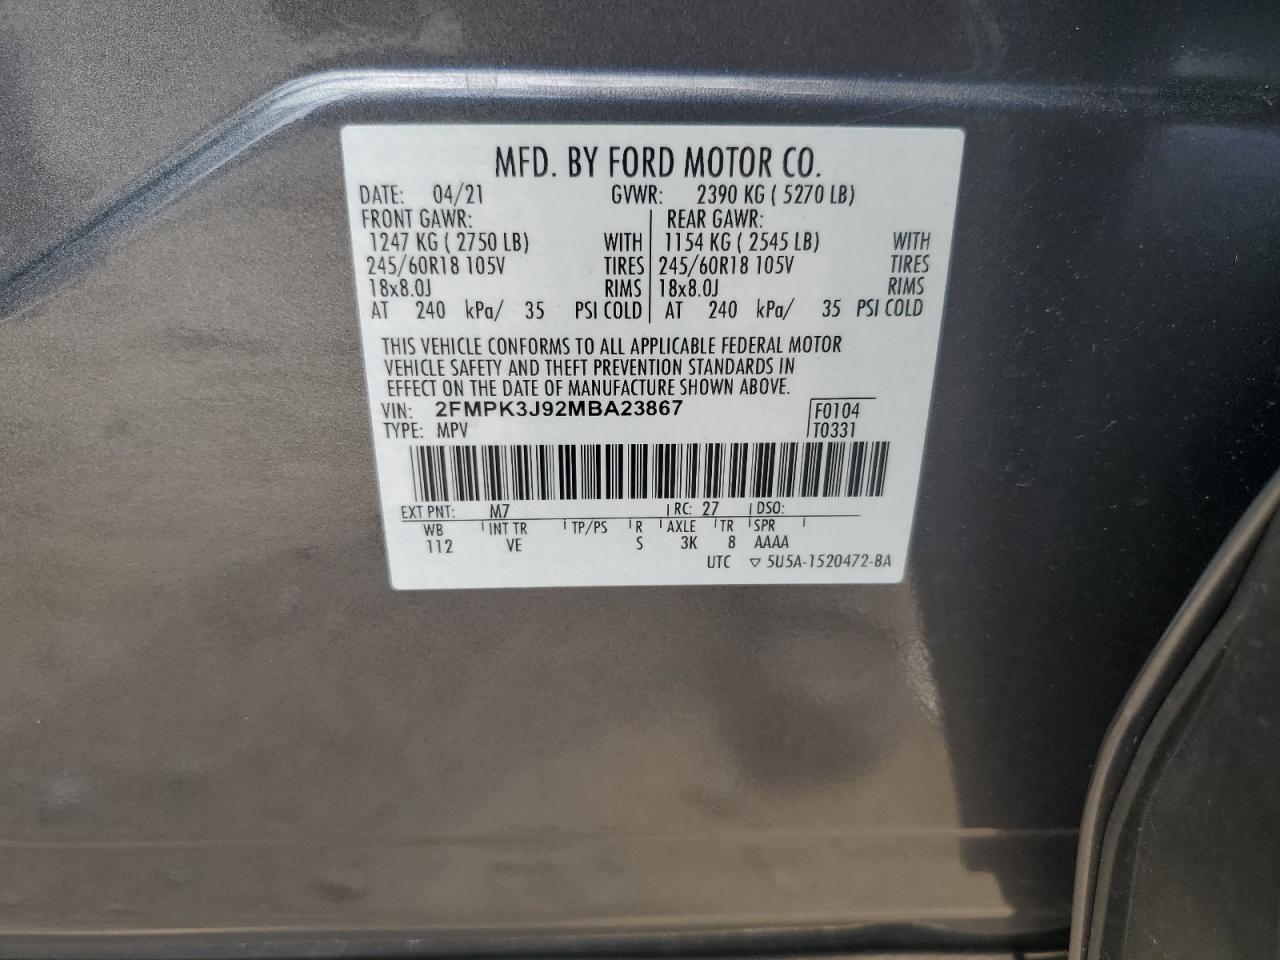 MFD. BY FORD MOTOR CO.
DATE: 04/21 GVWR: 2390 KG ( 5270 LB)
FRONT GAWR: REAR GAWR:
1247 KG ( 2750 LB) WITH 1154 KG ( 2545 LB) WITH
245/60R18 105V TIRES 245/60R18 105V TIRES
18x8.0J RIMS 18x8.0J RIMS
AT 240 kPa/ 35 PSI COLD AT 240 kPa/ 35 PSI COLD
THIS VEHICLE CONFORMS TO ALL APPLICABLE FEDERAL MOTOR
VEHICLE SAFETY AND THEFT PREVENTION STANDARDS IN
EFFECT ON THE DATE OF MANUFACTURE SHOWN ABOVE.
VIN: 2FMPK3J92MBA23867 F0104
TYPE: MPV T0331
EXT PNT: M7 RC: 27 DSO:
WB INT TR TP/PS R AXLE TR SPR
112 VE S 3K 8 AAAA
UTC ▽ 5U5A-1520472-BA